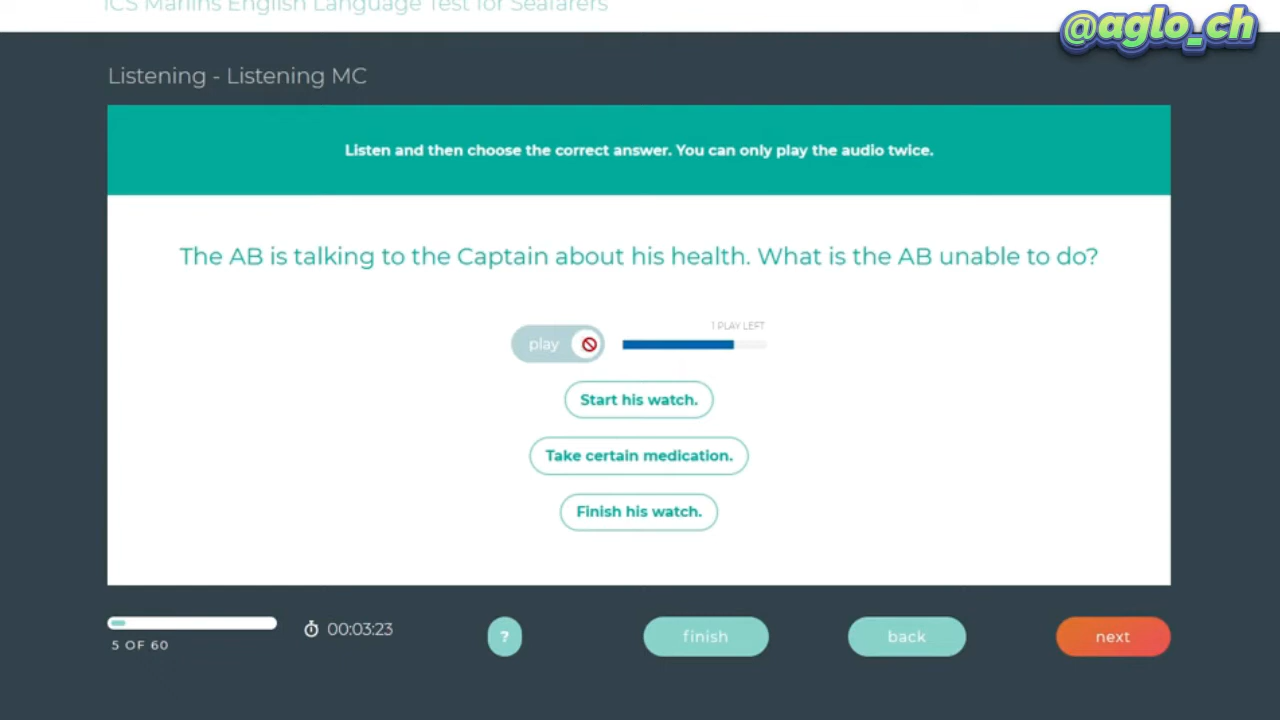 ICS Marlins English Language Test for Seafarers
@aglo_ch
Listening - Listening MC
Listen and then choose the correct answer. You can only play the audio twice.
The AB is talking to the Captain about his health. What is the AB unable to do?
1 PLAY LEFT
play
Start his watch.
Take certain medication.
Finish his watch.
5 OF 60
00:03:23
?
finish
back
next